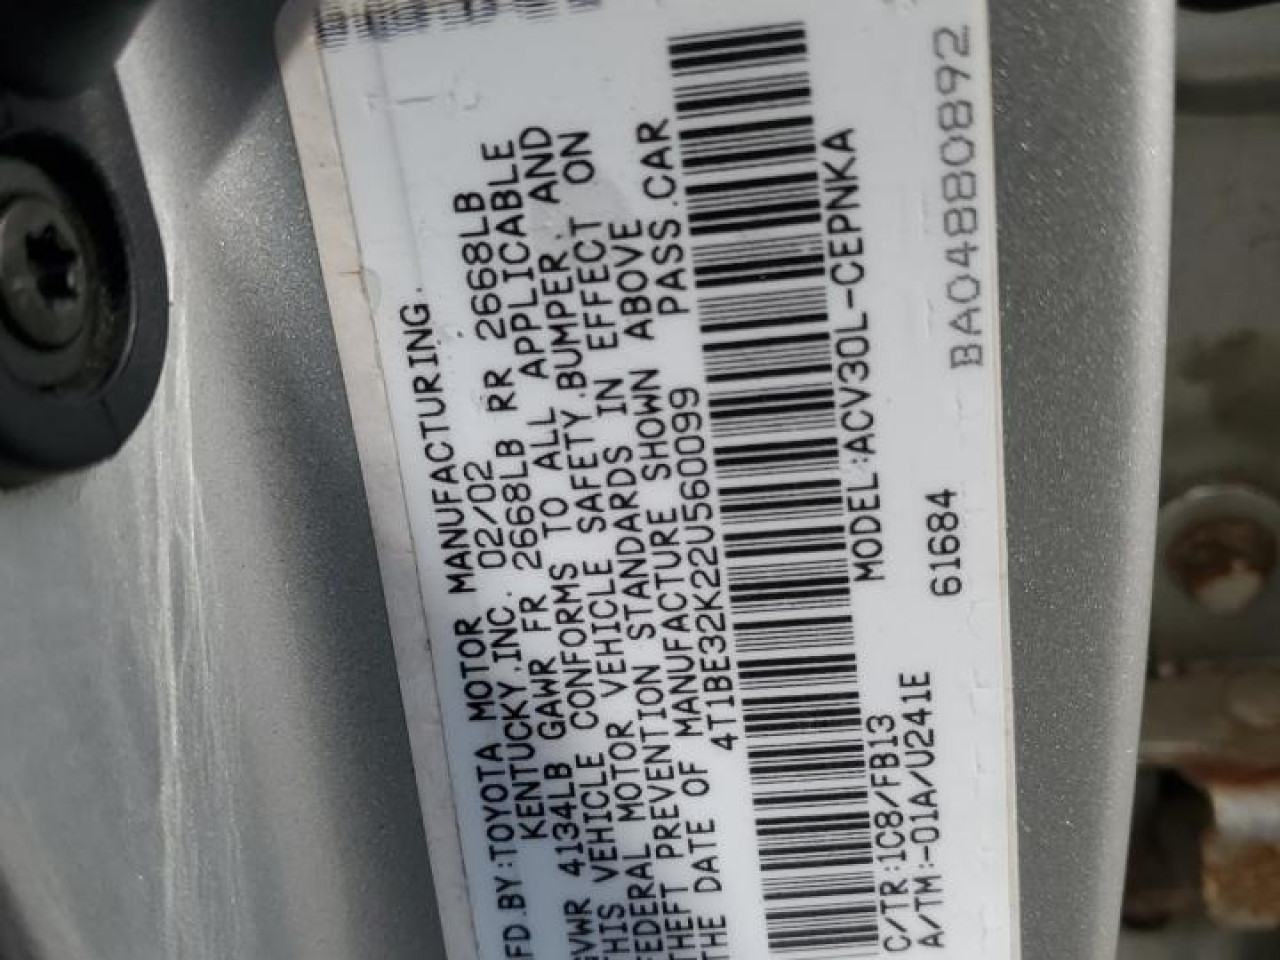 FD.BY:TOYOTA MOTOR MANUFACTURING.
KENTUCKY,INC. 02/02
GVWR 4134LB GAWR FR 2668LB RR 2668LB
THIS VEHICLE CONFORMS TO ALL APPLICABLE
FEDERAL MOTOR VEHICLE SAFETY,BUMPER, AND
THEFT PREVENTION STANDARDS IN EFFECT ON
THE DATE OF MANUFACTURE SHOWN ABOVE
4T1BE32K22U560099 PASS.CAR
MODEL:ACV30L-CEPNKA
C/TR:1C8/FB13
A/TM:-01A/U241E 61684 BA048B0892